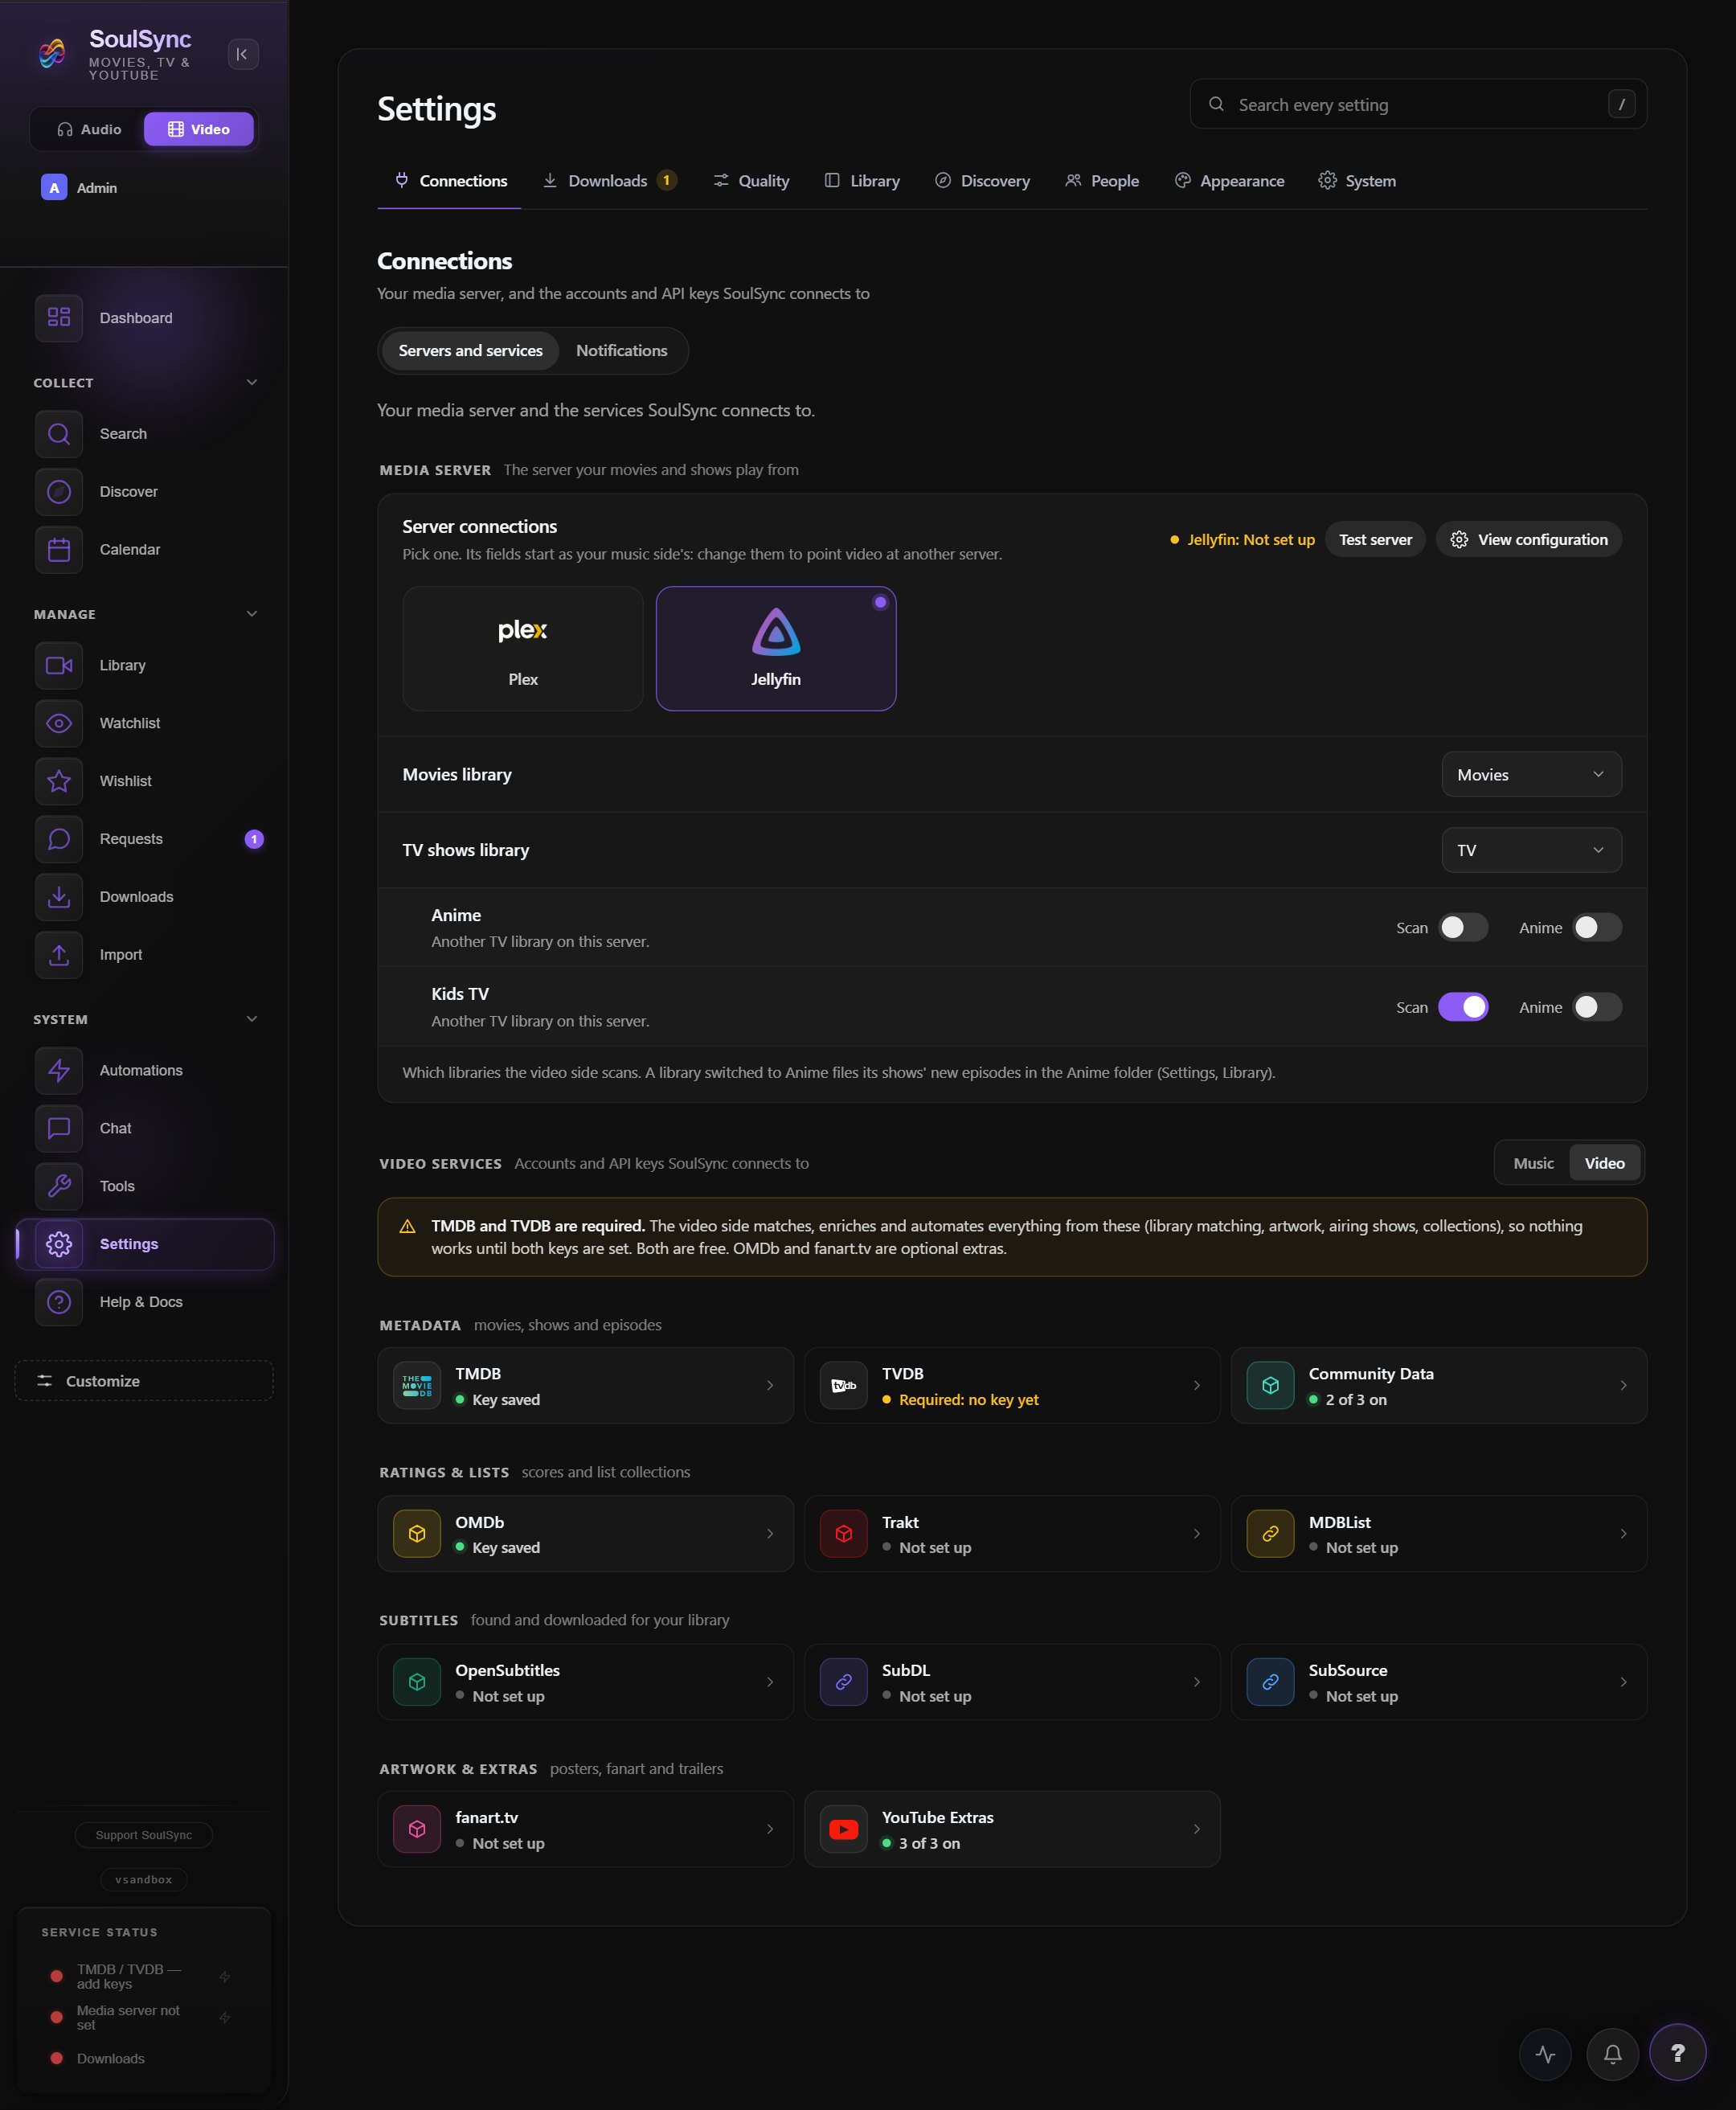 SoulSync
MOVIES, TV &
YOUTUBE
Audio
Video
A
Admin
Dashboard
COLLECT
Search
Discover
Calendar
MANAGE
Library
Watchlist
Wishlist
Requests
1
Downloads
Import
SYSTEM
Automations
Chat
Tools
Settings
Help & Docs
Customize
Support SoulSync
vsandbox
SERVICE STATUS
TMDB / TVDB —
add keys
Media server not
set
Downloads
Settings
Search every setting
/
Connections
Downloads
1
Quality
Library
Discovery
People
Appearance
System
Connections
Your media server, and the accounts and API keys SoulSync connects to
Servers and services
Notifications
Your media server and the services SoulSync connects to.
MEDIA SERVER The server your movies and shows play from
Server connections
Pick one. Its fields start as your music side's: change them to point video at another server.
Jellyfin: Not set up
Test server
View configuration
plex
Plex
Jellyfin
Movies library
Movies
TV shows library
TV
Anime
Another TV library on this server.
Scan
Anime
Kids TV
Another TV library on this server.
Scan
Anime
Which libraries the video side scans. A library switched to Anime files its shows' new episodes in the Anime folder (Settings, Library).
VIDEO SERVICES Accounts and API keys SoulSync connects to
Music
Video
TMDB and TVDB are required. The video side matches, enriches and automates everything from these (library matching, artwork, airing shows, collections), so nothing
works until both keys are set. Both are free. OMDb and fanart.tv are optional extras.
METADATA movies, shows and episodes
THE
MOVIE
DB
TMDB
Key saved
tvdb
TVDB
Required: no key yet
Community Data
2 of 3 on
RATINGS & LISTS scores and list collections
OMDb
Key saved
Trakt
Not set up
MDBList
Not set up
SUBTITLES found and downloaded for your library
OpenSubtitles
Not set up
SubDL
Not set up
SubSource
Not set up
ARTWORK & EXTRAS posters, fanart and trailers
fanart.tv
Not set up
YouTube Extras
3 of 3 on
?